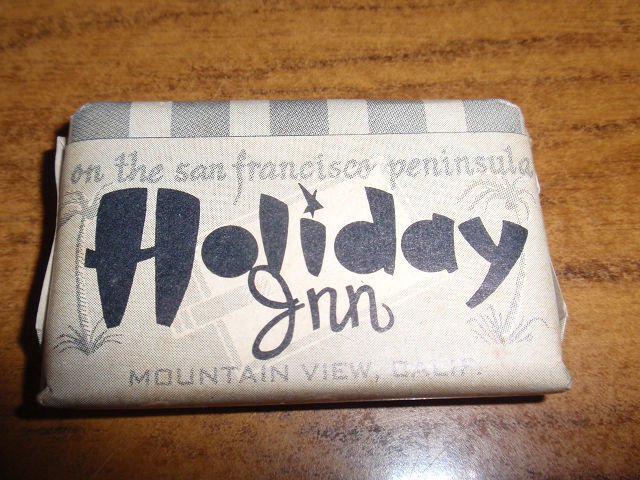 on the san francisco peninsula
Holiday
Inn
MOUNTAIN VIEW, CALIF.